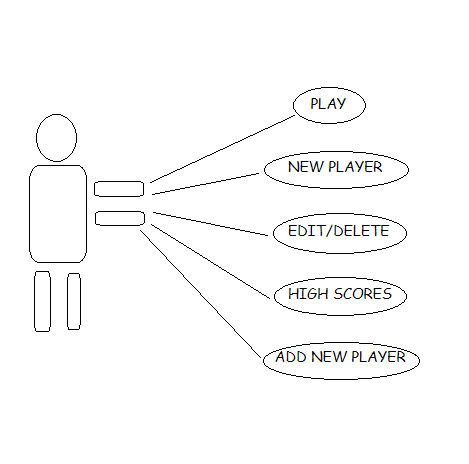 PLAY
NEW PLAYER
EDIT/DELETE
HIGH SCORES
ADD NEW PLAYER